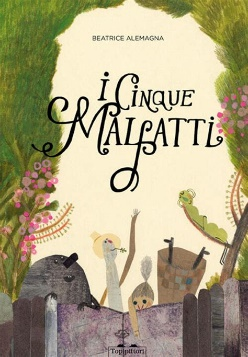 BEATRICE ALEMAGNA
i CINQUE
MALFATTI
Topipittori